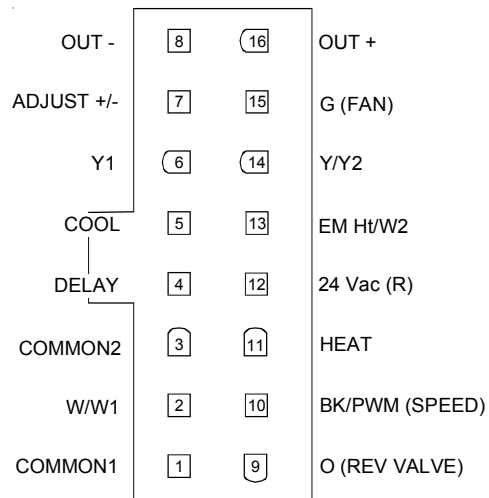 OUT - 8 16 OUT +
ADJUST +/- 7 15 G (FAN)
Y1 6 14 Y/Y2
COOL 5 13 EM Ht/W2
DELAY 4 12 24 Vac (R)
COMMON2 3 11 HEAT
W/W1 2 10 BK/PWM (SPEED)
COMMON1 1 9 O (REV VALVE)